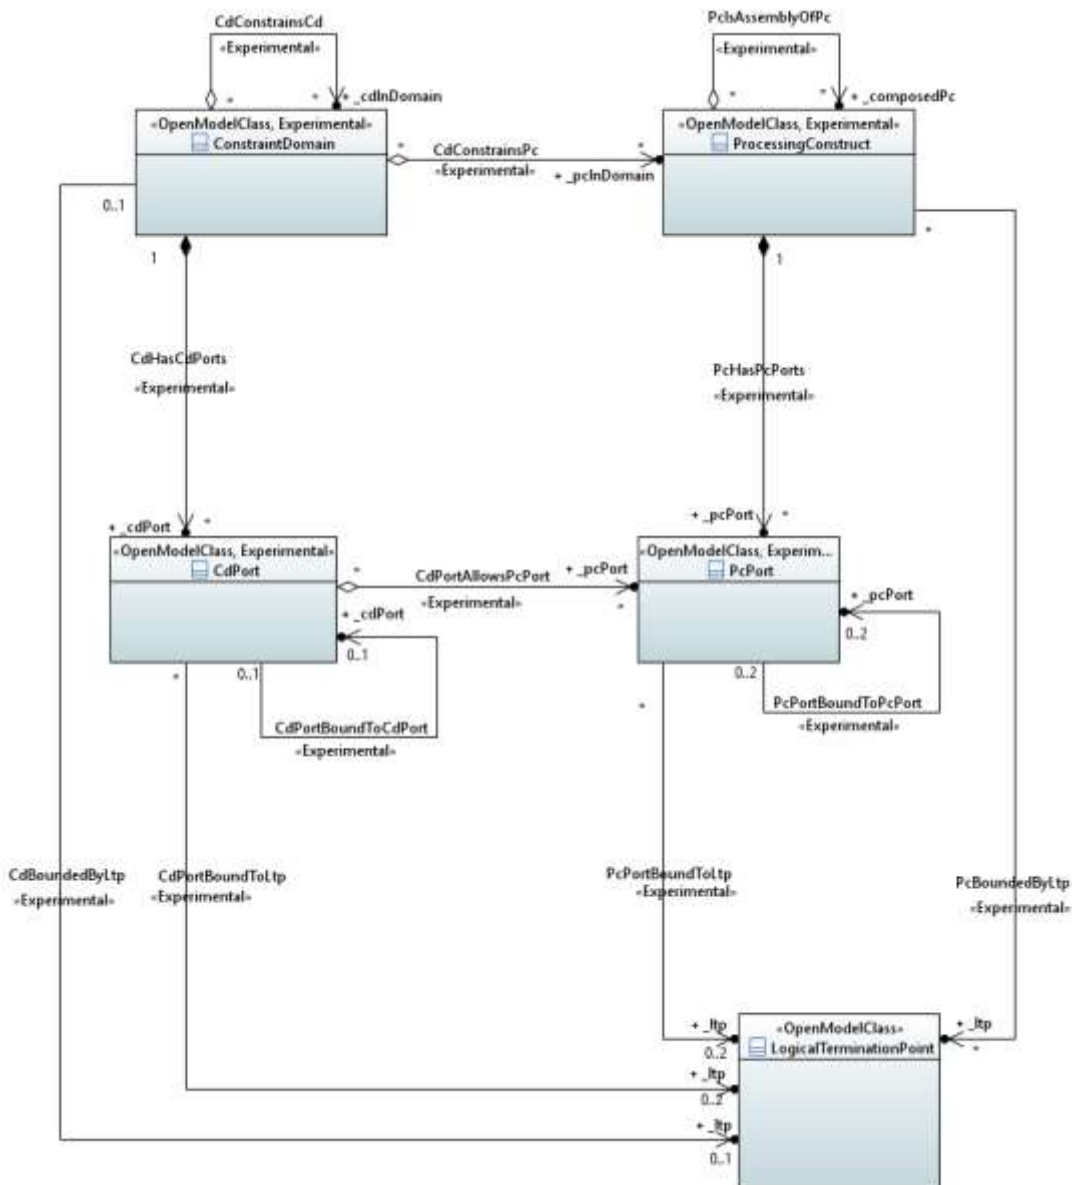 CdConstrainsCd
«Experimental»
* * + _cdInDomain
PcIsAssemblyOfPc
«Experimental»
* * + _composedPc
«OpenModelClass, Experimental»
ConstraintDomain
«OpenModelClass, Experimental»
ProcessingConstruct
* CdConstrainsPc *
«Experimental» + _pcInDomain
0..1
*
1
1
CdHasCdPorts
«Experimental»
PcHasPcPorts
«Experimental»
+ _cdPort *
+ _pcPort *
«OpenModelClass, Experimental»
CdPort
«OpenModelClass, Experim...
PcPort
* CdPortAllowsPcPort + _pcPort
«Experimental» *
+ _cdPort
0..1
+ _pcPort
0..2
* 0..1
0..2
*
CdPortBoundToCdPort
«Experimental»
PcPortBoundToPcPort
«Experimental»
CdBoundedByLtp
«Experimental»
CdPortBoundToLtp
«Experimental»
PcPortBoundToLtp
«Experimental»
PcBoundedByLtp
«Experimental»
+ _ltp
0..2
«OpenModelClass»
LogicalTerminationPoint
+ _ltp
*
+ _ltp
0..2
+ _ltp
0..1